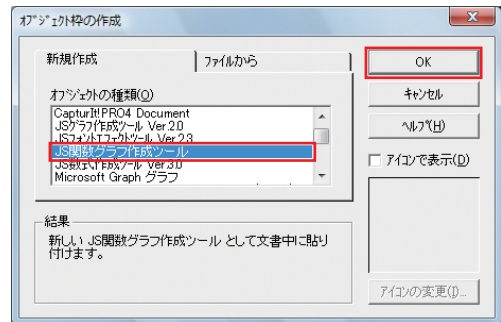 オブジェクト枠の作成
新規作成
ファイルから
オブジェクトの種類(O)
CapturIt!PRO4 Document
JSグラフ作成ツール Ver.2.0
JSフォントエフェクトツール Ver.2.3
JS関数グラフ作成ツール
JS数式作成ツール Ver.3.0
Microsoft Graph グラフ
OK
キャンセル
ヘルプ(H)
アイコンで表示(D)
結果
新しい JS関数グラフ作成ツール として文書中に貼り
付けます。
アイコンの変更(I)...